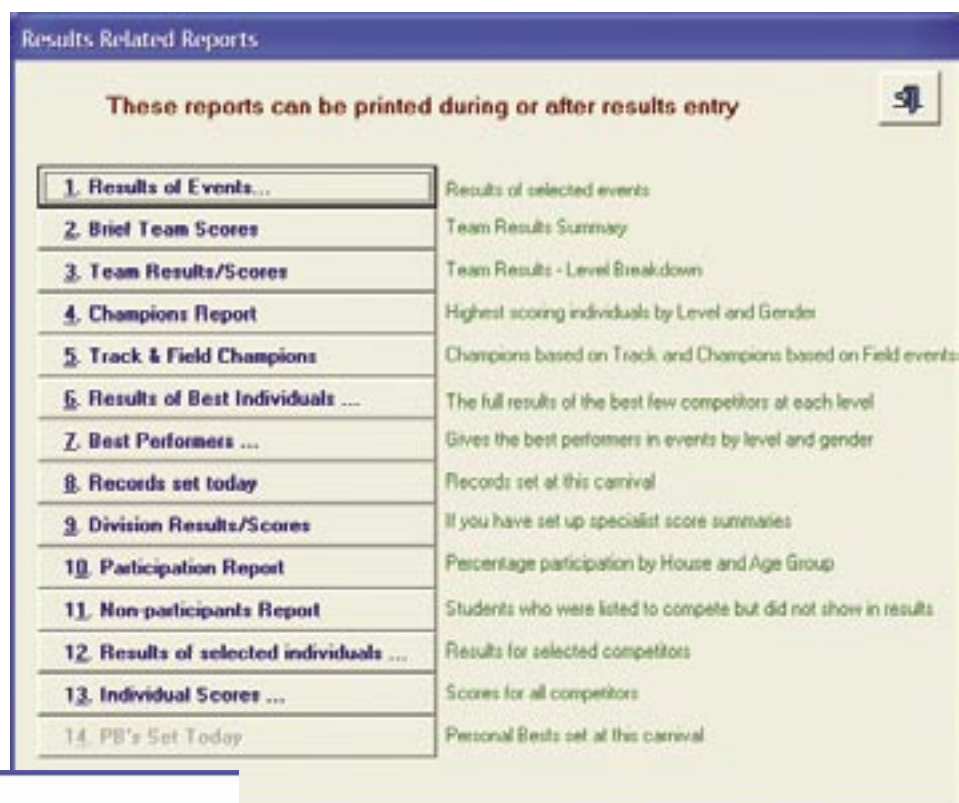 Results Related Reports
These reports can be printed during or after results entry
1. Results of Events... Results of selected events
2. Brief Team Scores Team Results Summary
3. Team Results/Scores Team Results - Level Breakdown
4. Champions Report Highest scoring individuals by Level and Gender
5. Track & Field Champions Champions based on Track and Champions based on Field events
6. Results of Best Individuals ... The full results of the best few competitors at each level
7. Best Performers ... Gives the best performers in events by level and gender
8. Records set today Records set at this carnival
9. Division Results/Scores If you have set up specialist score summaries
10. Participation Report Percentage participation by House and Age Group
11. Non-participants Report Students who were listed to compete but did not show in results
12. Results of selected individuals ... Results for selected competitors
13. Individual Scores ... Scores for all competitors
14. PB's Set Today Personal Bests set at this carnival